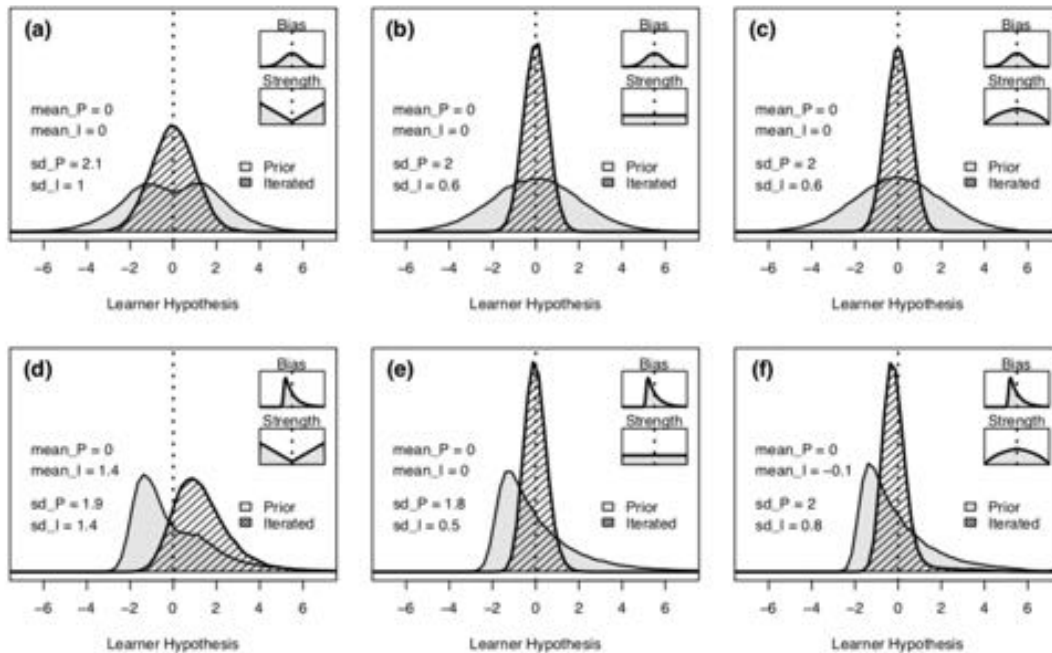 (a)
Bias
Strength
mean_P = 0
mean_I = 0
sd_P = 2.1
sd_I = 1
Prior
Iterated
−6 −4 −2 0 2 4 6
Learner Hypothesis
(b)
Bias
Strength
mean_P = 0
mean_I = 0
sd_P = 2
sd_I = 0.6
Prior
Iterated
−6 −4 −2 0 2 4 6
Learner Hypothesis
(c)
Bias
Strength
mean_P = 0
mean_I = 0
sd_P = 2
sd_I = 0.6
Prior
Iterated
−6 −4 −2 0 2 4 6
Learner Hypothesis
(d)
Bias
Strength
mean_P = 0
mean_I = 1.4
sd_P = 1.9
sd_I = 1.4
Prior
Iterated
−6 −4 −2 0 2 4 6
Learner Hypothesis
(e)
Bias
Strength
mean_P = 0
mean_I = 0
sd_P = 1.8
sd_I = 0.5
Prior
Iterated
−6 −4 −2 0 2 4 6
Learner Hypothesis
(f)
Bias
Strength
mean_P = 0
mean_I = −0.1
sd_P = 2
sd_I = 0.8
Prior
Iterated
−6 −4 −2 0 2 4 6
Learner Hypothesis